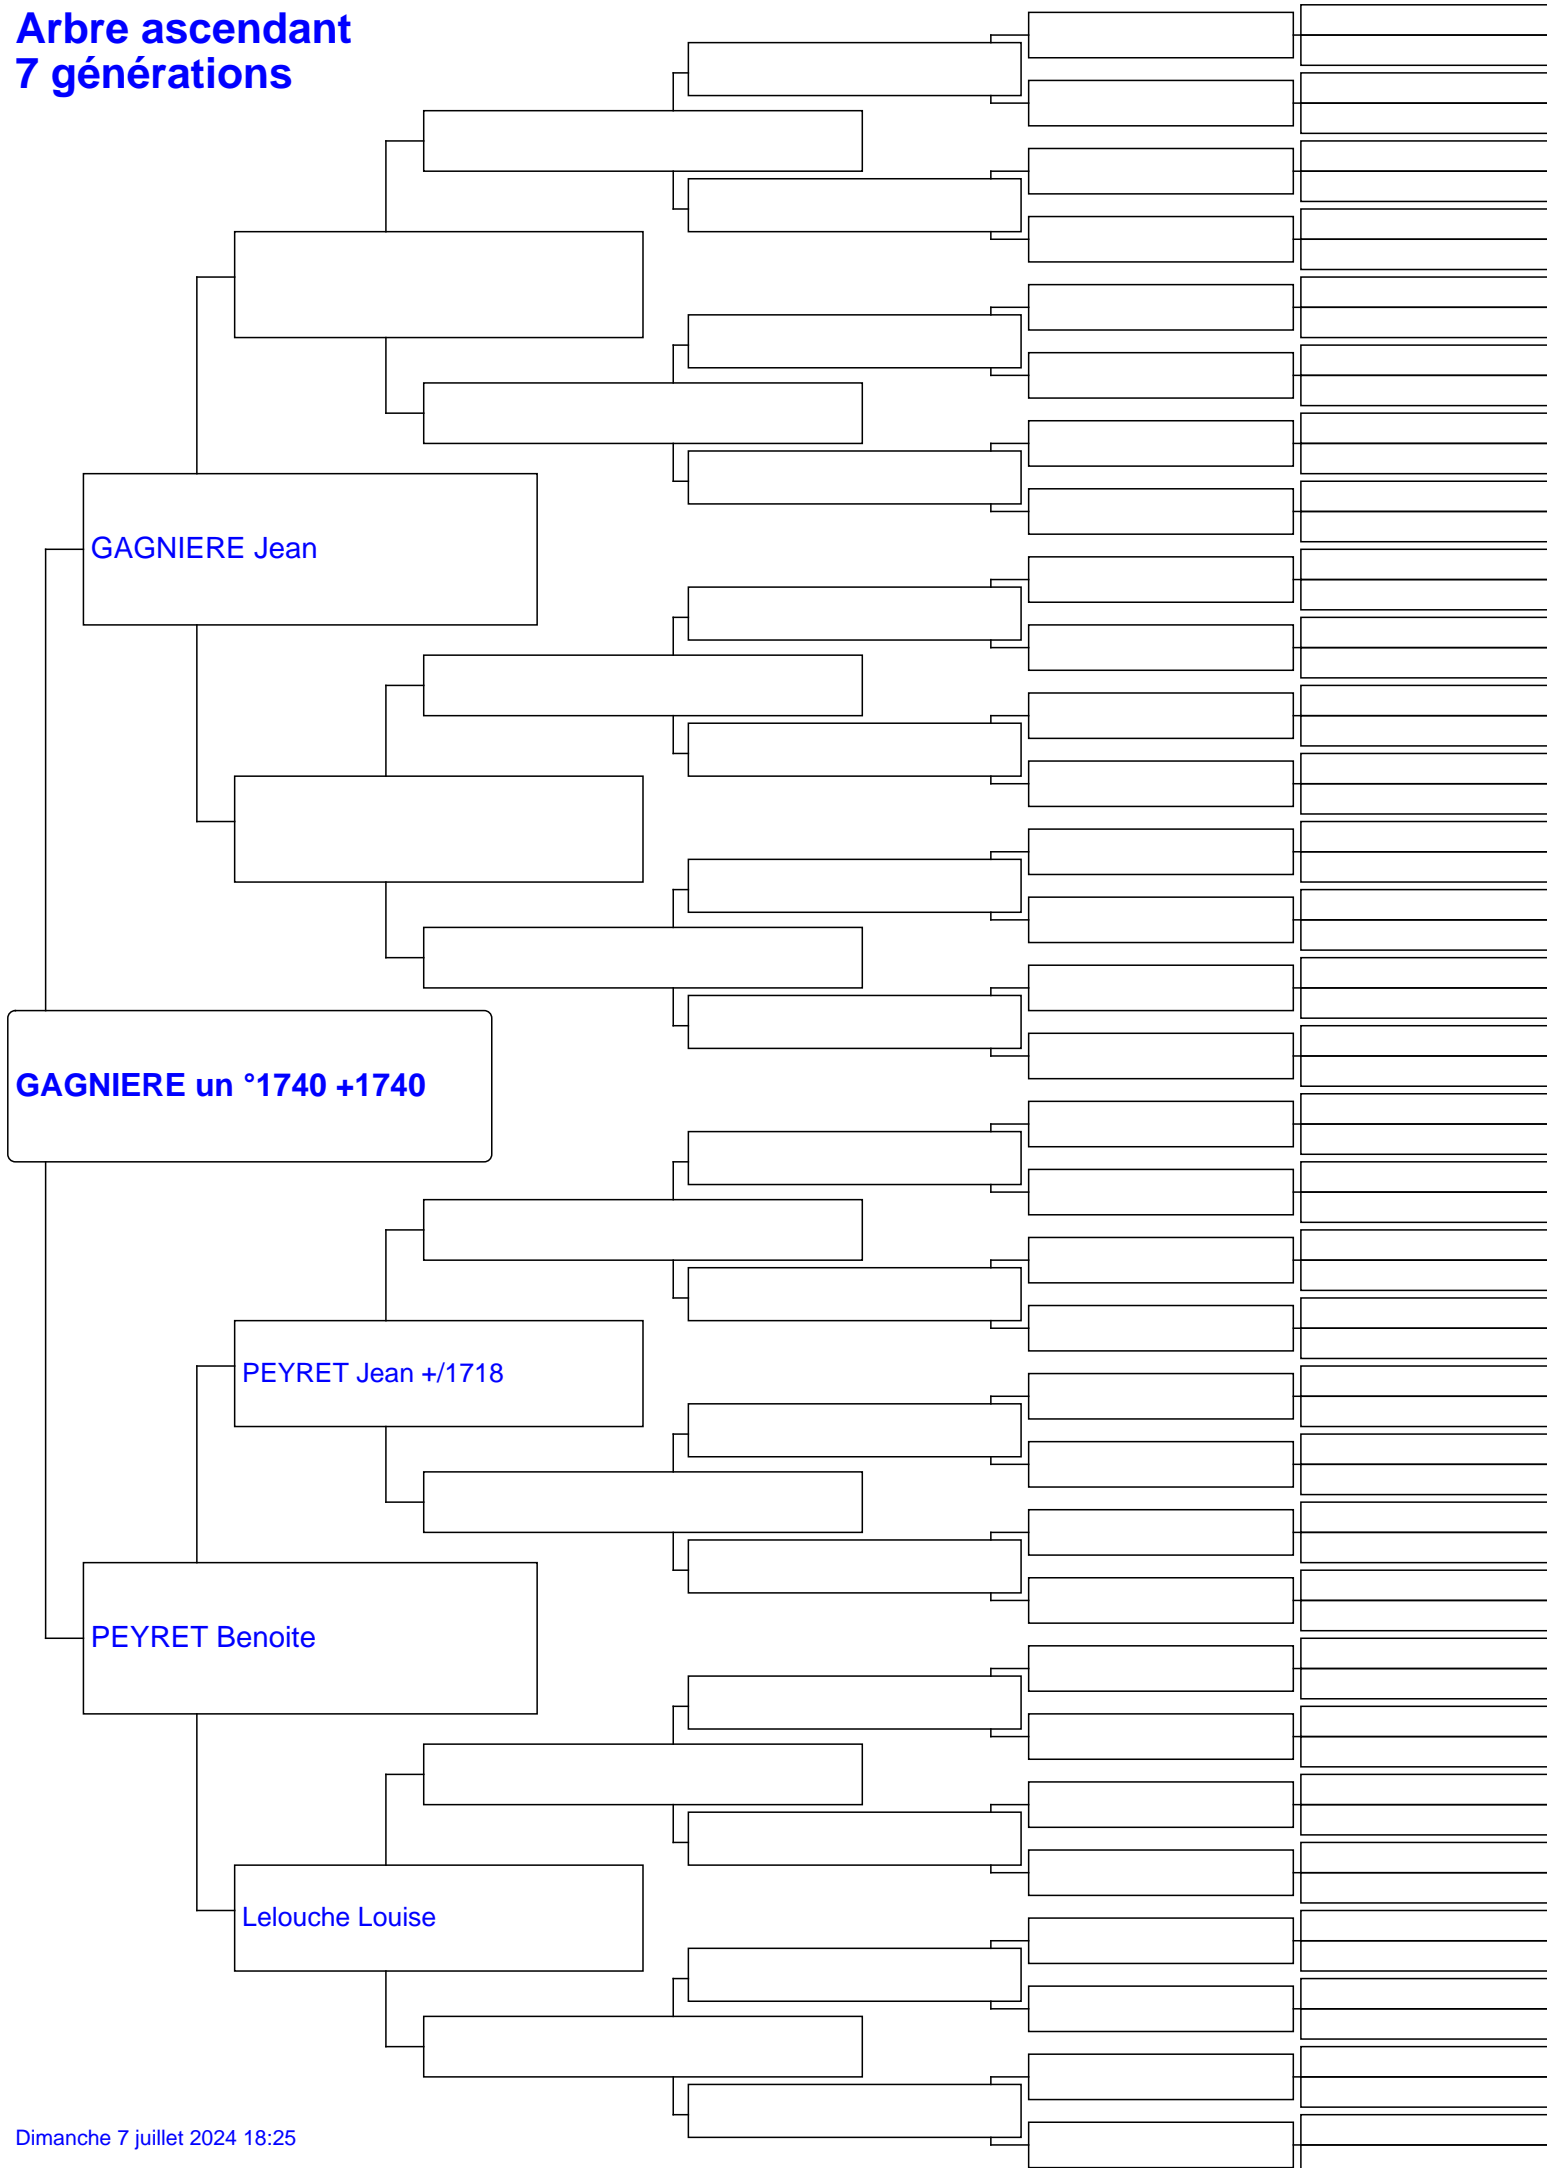 Arbre ascendant
7 générations
GAGNIERE Jean
GAGNIERE un °1740 +1740
PEYRET Jean +/1718
PEYRET Benoite
Lelouche Louise
Dimanche 7 juillet 2024 18:25